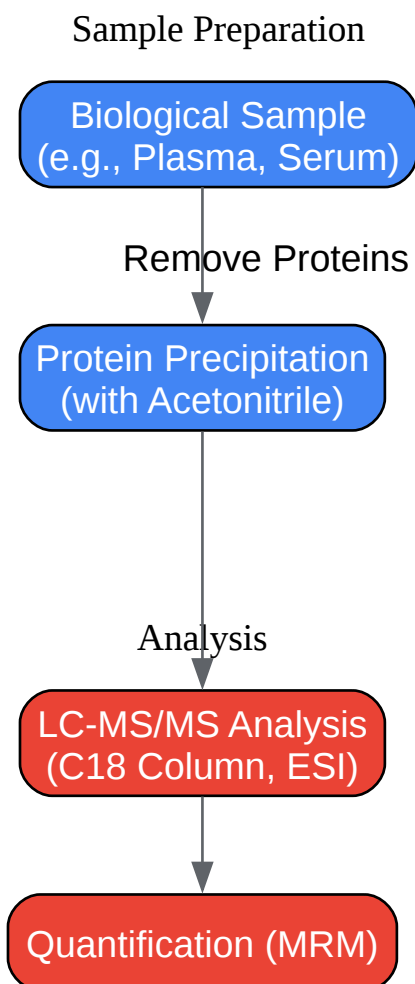 Sample Preparation
Biological Sample
(e.g., Plasma, Serum)
Remove Proteins
Protein Precipitation
(with Acetonitrile)
Analysis
LC-MS/MS Analysis
(C18 Column, ESI)
Quantification (MRM)